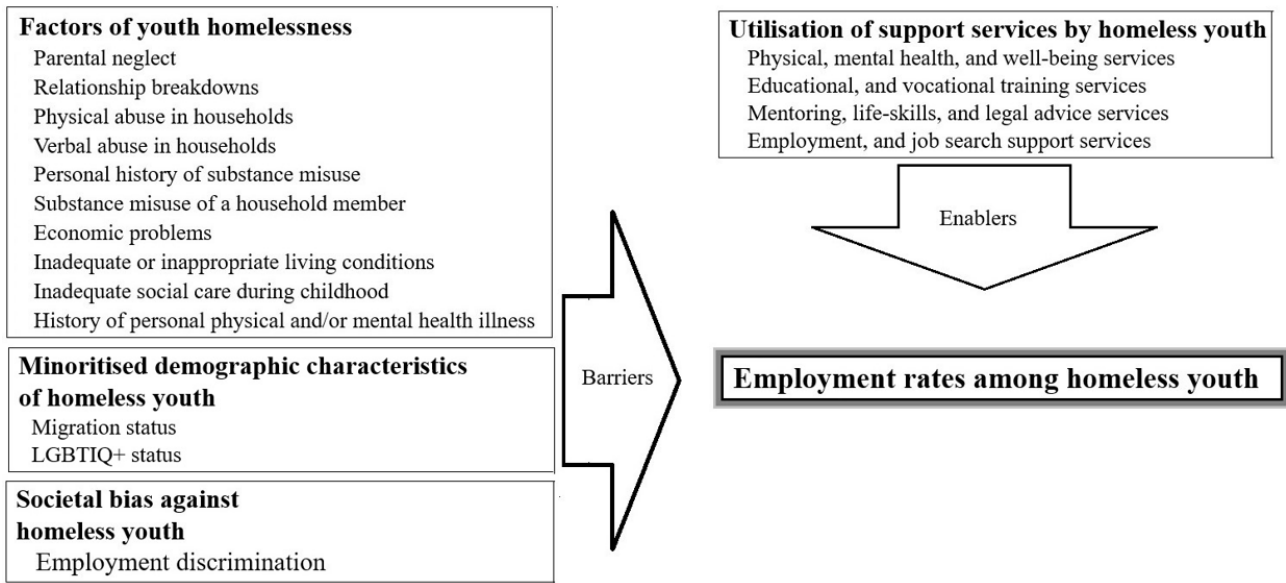 Factors of youth homelessness
Parental neglect
Relationship breakdowns
Physical abuse in households
Verbal abuse in households
Personal history of substance misuse
Substance misuse of a household member
Economic problems
Inadequate or inappropriate living conditions
Inadequate social care during childhood
History of personal physical and/or mental health illness
Minoritised demographic characteristics
of homeless youth
Migration status
LGBTIQ+ status
Societal bias against
homeless youth
Employment discrimination
Barriers
Utilisation of support services by homeless youth
Physical, mental health, and well-being services
Educational, and vocational training services
Mentoring, life-skills, and legal advice services
Employment, and job search support services
Enablers
Employment rates among homeless youth